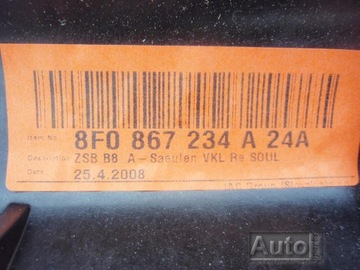 Item No. 8F0 867 234 A 24A
Description ZSB B8 A-Saeulen VKL Re SOUL
Date 25.4.2008
Auto